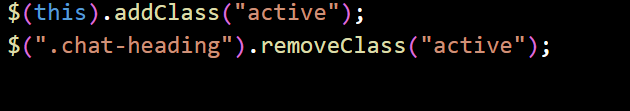 $(this).addClass("active");
$(".chat-heading").removeClass("active");